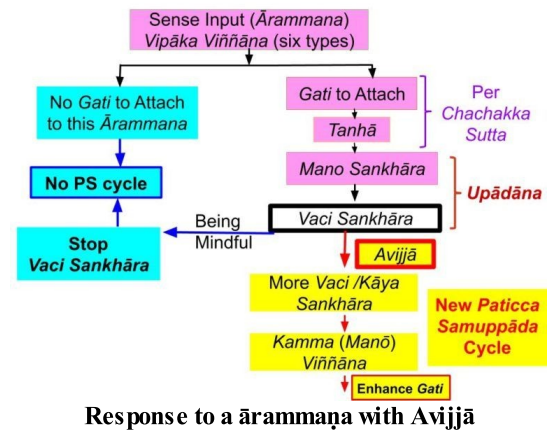 Sense Input (Ārammana)
Vipāka Viññāna (six types)
No Gati to Attach
to this Ārammana
Gati to Attach
Tanhā
Per
Chachakka
Sutta
No PS cycle
Mano Sankhāra
Upādāna
Vaci Sankhāra
Being
Mindful
Stop
Vaci Sankhāra
Avijjā
More Vaci /Kāya
Sankhāra
New Paticca
Samuppāda
Cycle
Kamma (Manō)
Viññāna
Enhance Gati
Response to a ārammaṇa with Avijjā